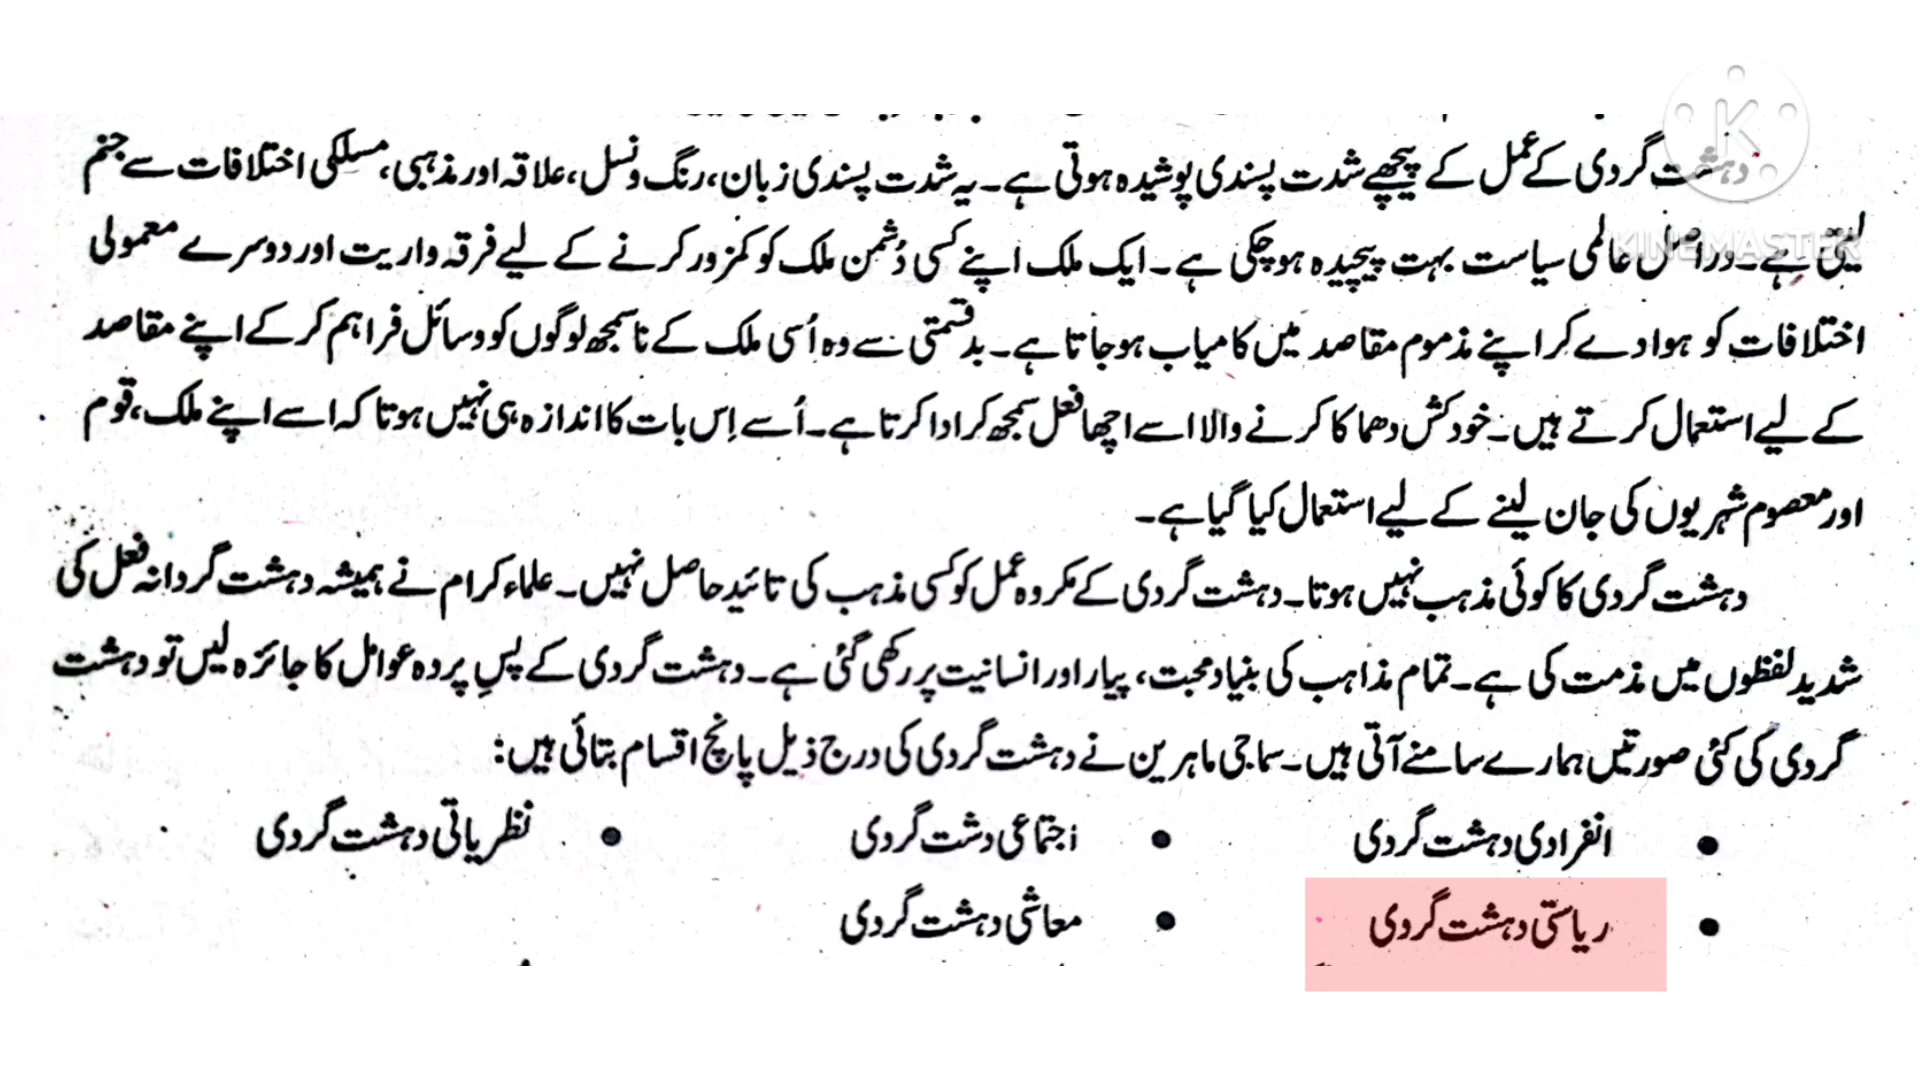 دہشت گردی کے عمل کے پیچھے شدت پسندی پوشیدہ ہوتی ہے۔ یہ شدت پسندی زبان، رنگ و نسل، علاقہ اور مذہبی، مسلکی اختلافات سے جنم
لیتی ہے۔ دراصل عالمی سیاست بہت پیچیدہ ہو چکی ہے۔ ایک ملک اپنے کسی دُشمن ملک کو کمزور کرنے کے لیے فرقہ واریت اور دوسرے معمولی
KINEMASTER
اختلافات کو ہوا دے کر اپنے مذموم مقاصد میں کامیاب ہو جاتا ہے۔ بدقسمتی سے وہ اُسی ملک کے ناسمجھ لوگوں کو وسائل فراہم کر کے اپنے مقاصد
کے لیے استعمال کرتے ہیں۔ خودکش دھماکا کرنے والا اسے اچھا فعل سمجھ کر ادا کرتا ہے۔ اُسے اِس بات کا اندازہ ہی نہیں ہوتا کہ اسے اپنے ملک، قوم
اور معصوم شہریوں کی جان لینے کے لیے استعمال کیا گیا ہے۔
دہشت گردی کا کوئی مذہب نہیں ہوتا۔ دہشت گردی کے مکروہ عمل کو کسی مذہب کی تائید حاصل نہیں۔ علماء کرام نے ہمیشہ دہشت گردانہ فعل کی
شدید لفظوں میں مذمت کی ہے۔ تمام مذاہب کی بنیاد محبت، پیار اور انسانیت پر رکھی گئی ہے۔ دہشت گردی کے پسِ پردہ عوامل کا جائزہ لیں تو دہشت
گردی کی کئی صورتیں ہمارے سامنے آتی ہیں۔ سماجی ماہرین نے دہشت گردی کی درج ذیل پانچ اقسام بتائی ہیں:
• انفرادی دہشت گردی • اجتماعی دشت گردی • نظریاتی دہشت گردی
• ریاستی دہشت گردی • معاشی دہشت گردی